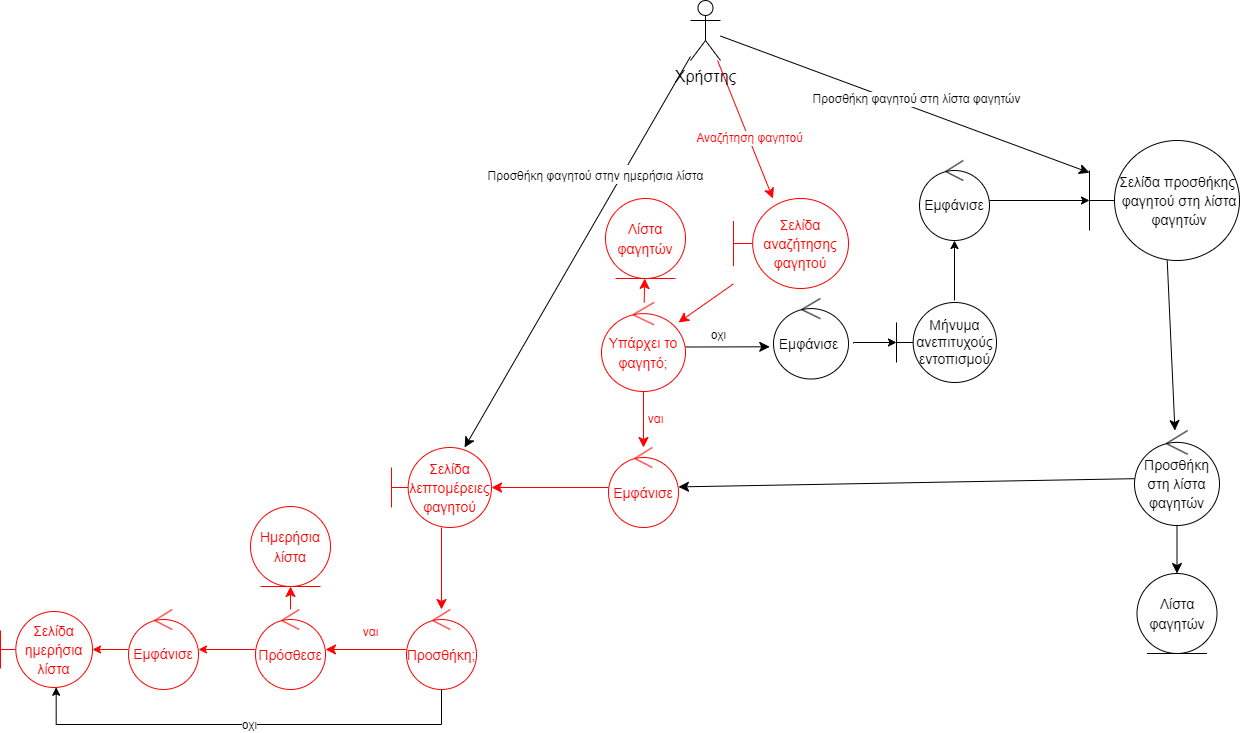 Χρήστης
Προσθήκη φαγητού στη λίστα φαγητών
Αναζήτηση φαγητού
Προσθήκη φαγητού στην ημερήσια λίστα
Σελίδα προσθήκης
φαγητού στη λίστα
φαγητών
Εμφάνισε
Λίστα
φαγητών
Σελίδα
αναζήτησης
φαγητού
Υπάρχει το
φαγητό;
οχι
Εμφάνισε
Μήνυμα
ανεπιτυχούς
εντοπισμού
ναι
Σελίδα
λεπτομέρειες
φαγητού
Εμφάνισε
Προσθήκη
στη λίστα
φαγητών
Ημερήσια
λίστα
Λίστα
φαγητών
Σελίδα
ημερήσια
λίστα
Εμφάνισε
Πρόσθεσε
ναι
Προσθήκη;
οχι